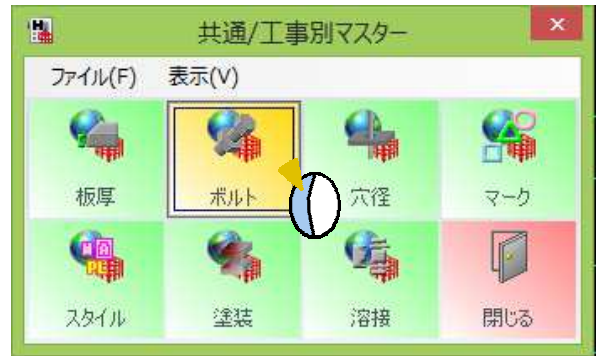 共通/工事別マスター
ファイル(F) 表示(V)
板厚 ボルト 穴径 マーク
スタイル 塗装 溶接 閉じる